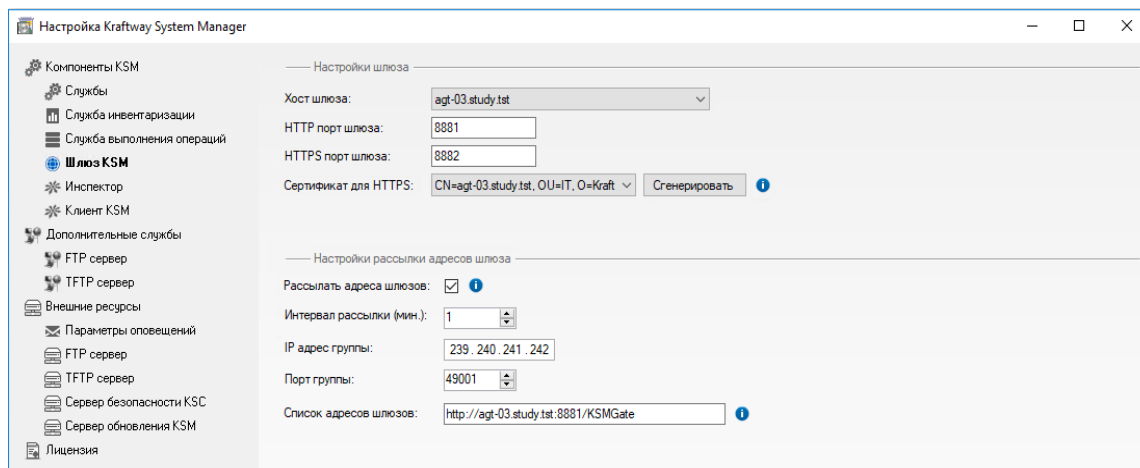 Настройка Kraftway System Manager
Компоненты KSM
Службы
Служба инвентаризации
Служба выполнения операций
Шлюз KSM
Инспектор
Клиент KSM
Дополнительные службы
FTP сервер
TFTP сервер
Внешние ресурсы
Параметры оповещений
FTP сервер
TFTP сервер
Сервер безопасности KSC
Сервер обновления KSM
Лицензия
Настройки шлюза
Хост шлюза: agt-03.study.tst
HTTP порт шлюза: 8881
HTTPS порт шлюза: 8882
Сертификат для HTTPS: CN=agt-03.study.tst, OU=IT, O=Kraft Сгенерировать
Настройки рассылки адресов шлюза
Рассылать адреса шлюзов:
Интервал рассылки (мин.): 1
IP адрес группы: 239 . 240 . 241 . 242
Порт группы: 49001
Список адресов шлюзов: http://agt-03.study.tst:8881/KSMGate